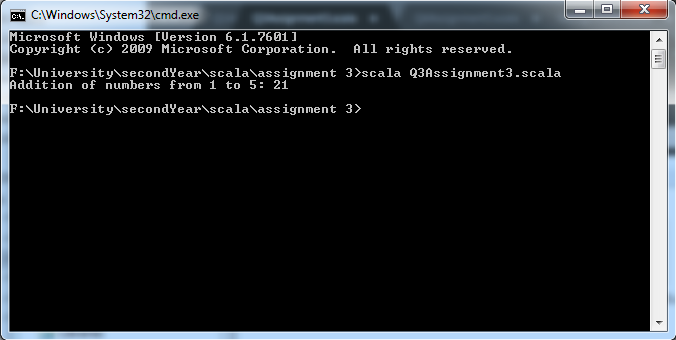 C:\Windows\System32\cmd.exe
Microsoft Windows [Version 6.1.7601]
Copyright (c) 2009 Microsoft Corporation.  All rights reserved.
F:\University\secondYear\scala\assignment 3>scala Q3Assignment3.scala
Addition of numbers from 1 to 5: 21
F:\University\secondYear\scala\assignment 3>